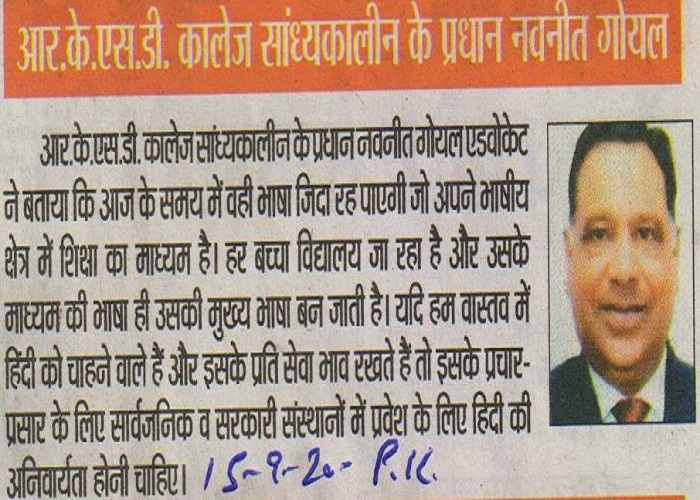 आर.के.एस.डी. कालेज सांध्यकालीन के प्रधान नवनीत गोयल
आर.के.एस.डी. कालेज सांध्यकालीन के प्रधान नवनीत गोयल एडवोकेट
ने बताया कि आज के समय में वही भाषा जिंदा रह पाएगी जो अपने भाषीय
क्षेत्र में शिक्षा का माध्यम है। हर बच्चा विद्यालय जा रहा है और उसके
माध्यम की भाषा ही उसकी मुख्य भाषा बन जाती है। यदि हम वास्तव में
हिंदी को चाहने वाले हैं और इसके प्रति सेवा भाव रखते हैं तो इसके प्रचार-
प्रसार के लिए सार्वजनिक व सरकारी संस्थानों में प्रवेश के लिए हिंदी की
अनिवार्यता होनी चाहिए। 15-9-20- P.K.